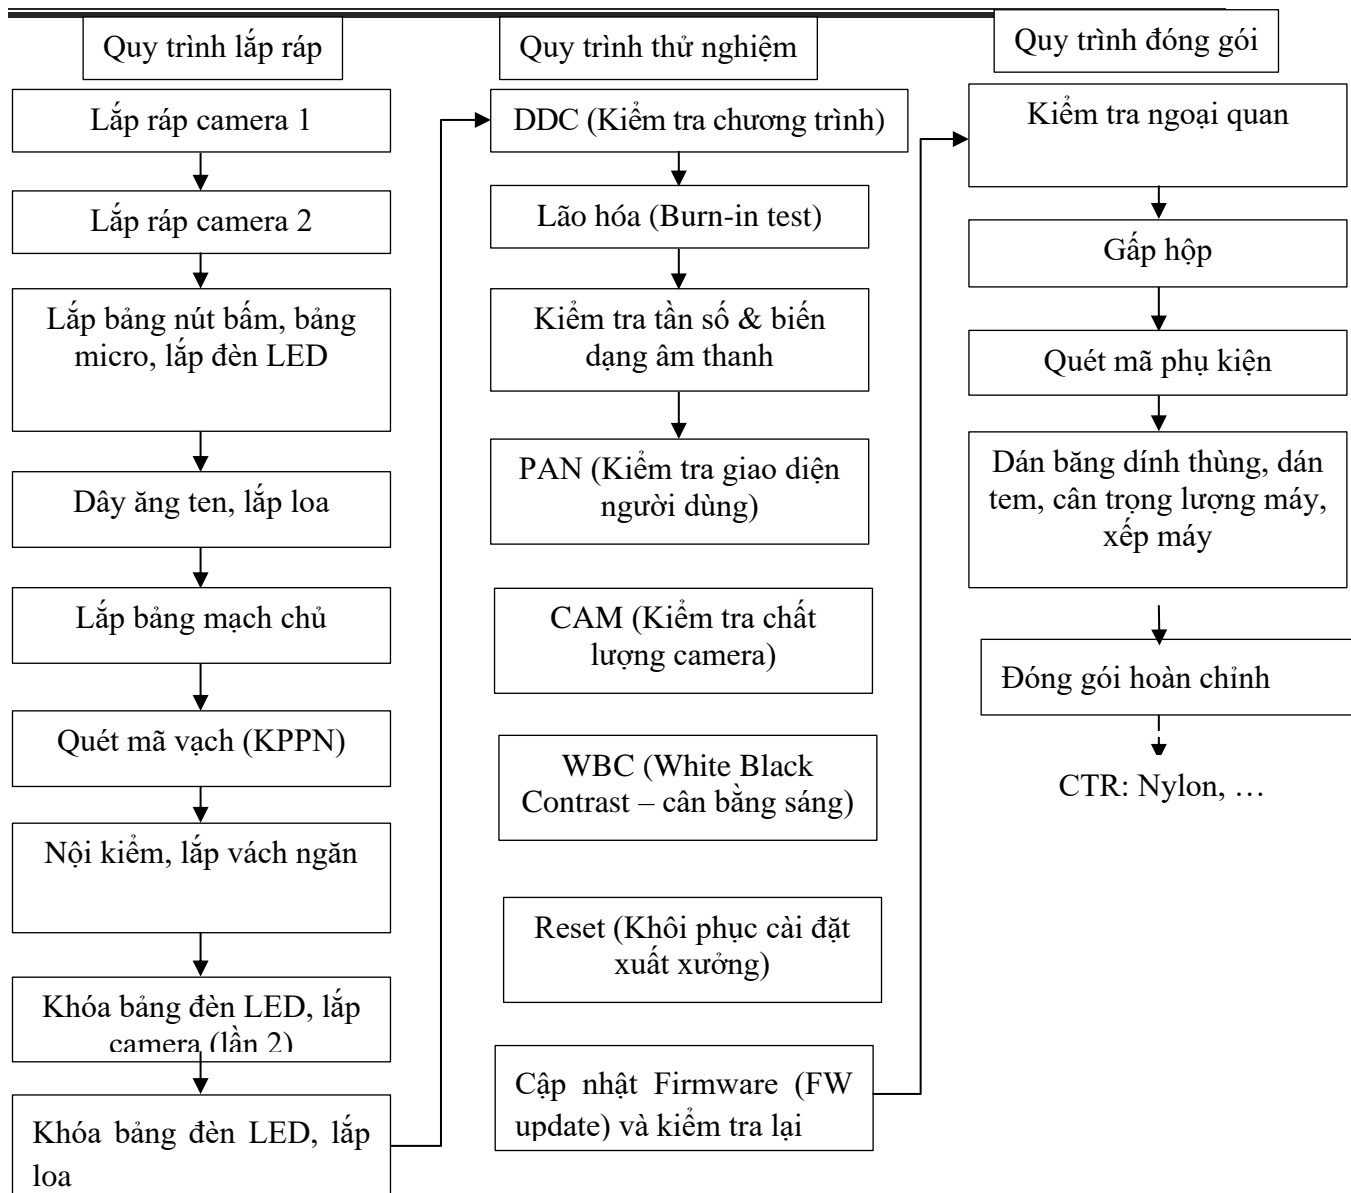 Quy trình lắp ráp
Lắp ráp camera 1
Lắp ráp camera 2
Lắp bảng nút bấm, bảng
micro, lắp đèn LED
Dây ăng ten, lắp loa
Lắp bảng mạch chủ
Quét mã vạch (KPPN)
Nội kiểm, lắp vách ngăn
Khóa bảng đèn LED, lắp
camera (lần 2)
Khóa bảng đèn LED, lắp
loa
Quy trình thử nghiệm
DDC (Kiểm tra chương trình)
Lão hóa (Burn-in test)
Kiểm tra tần số & biến
dạng âm thanh
PAN (Kiểm tra giao diện
người dùng)
CAM (Kiểm tra chất
lượng camera)
WBC (White Black
Contrast – cân bằng sáng)
Reset (Khôi phục cài đặt
xuất xưởng)
Cập nhật Firmware (FW
update) và kiểm tra lại
Quy trình đóng gói
Kiểm tra ngoại quan
Gấp hộp
Quét mã phụ kiện
Dán băng dính thùng, dán
tem, cân trọng lượng máy,
xếp máy
Đóng gói hoàn chỉnh
CTR: Nylon, …